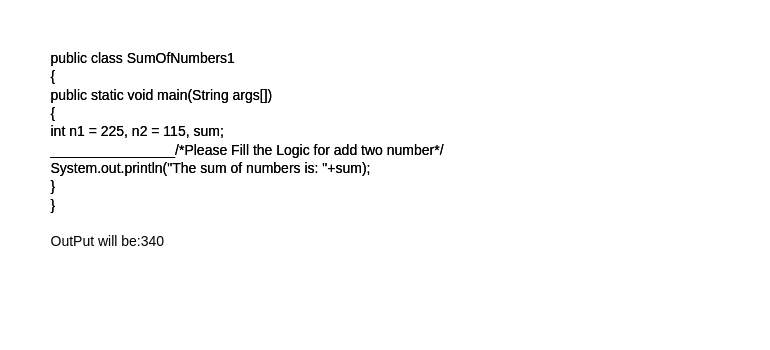 public class SumOfNumbers1
{
public static void main(String args[])
{
int n1 = 225, n2 = 115, sum;
________________/*Please Fill the Logic for add two number*/
System.out.println("The sum of numbers is: "+sum);
}
}
OutPut will be:340